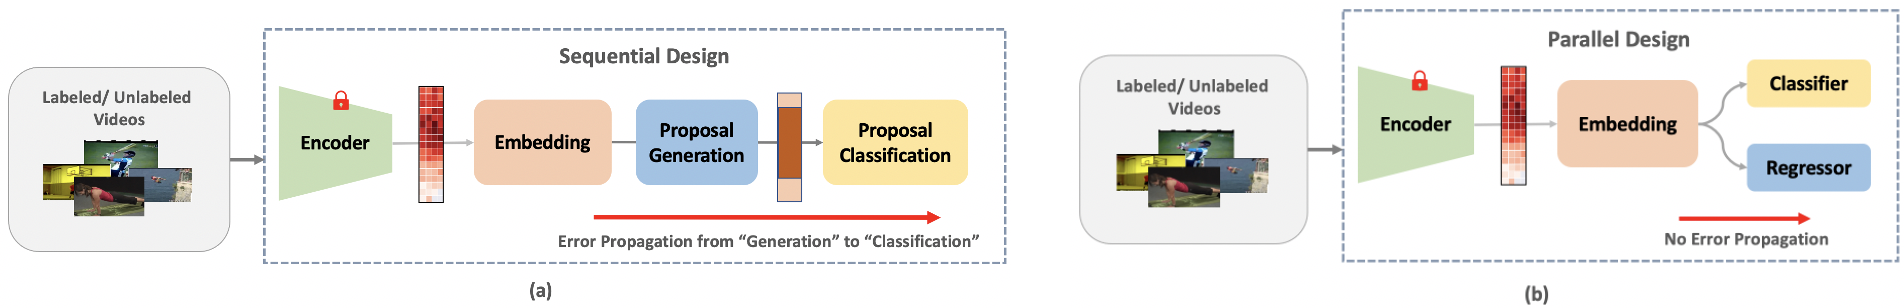 Sequential Design
Labeled/ Unlabeled
Videos
Encoder
Embedding
Proposal
Generation
Proposal
Classification
Error Propagation from “Generation” to “Classification”
(a)
Parallel Design
Labeled/ Unlabeled
Videos
Encoder
Embedding
Classifier
Regressor
No Error Propagation
(b)